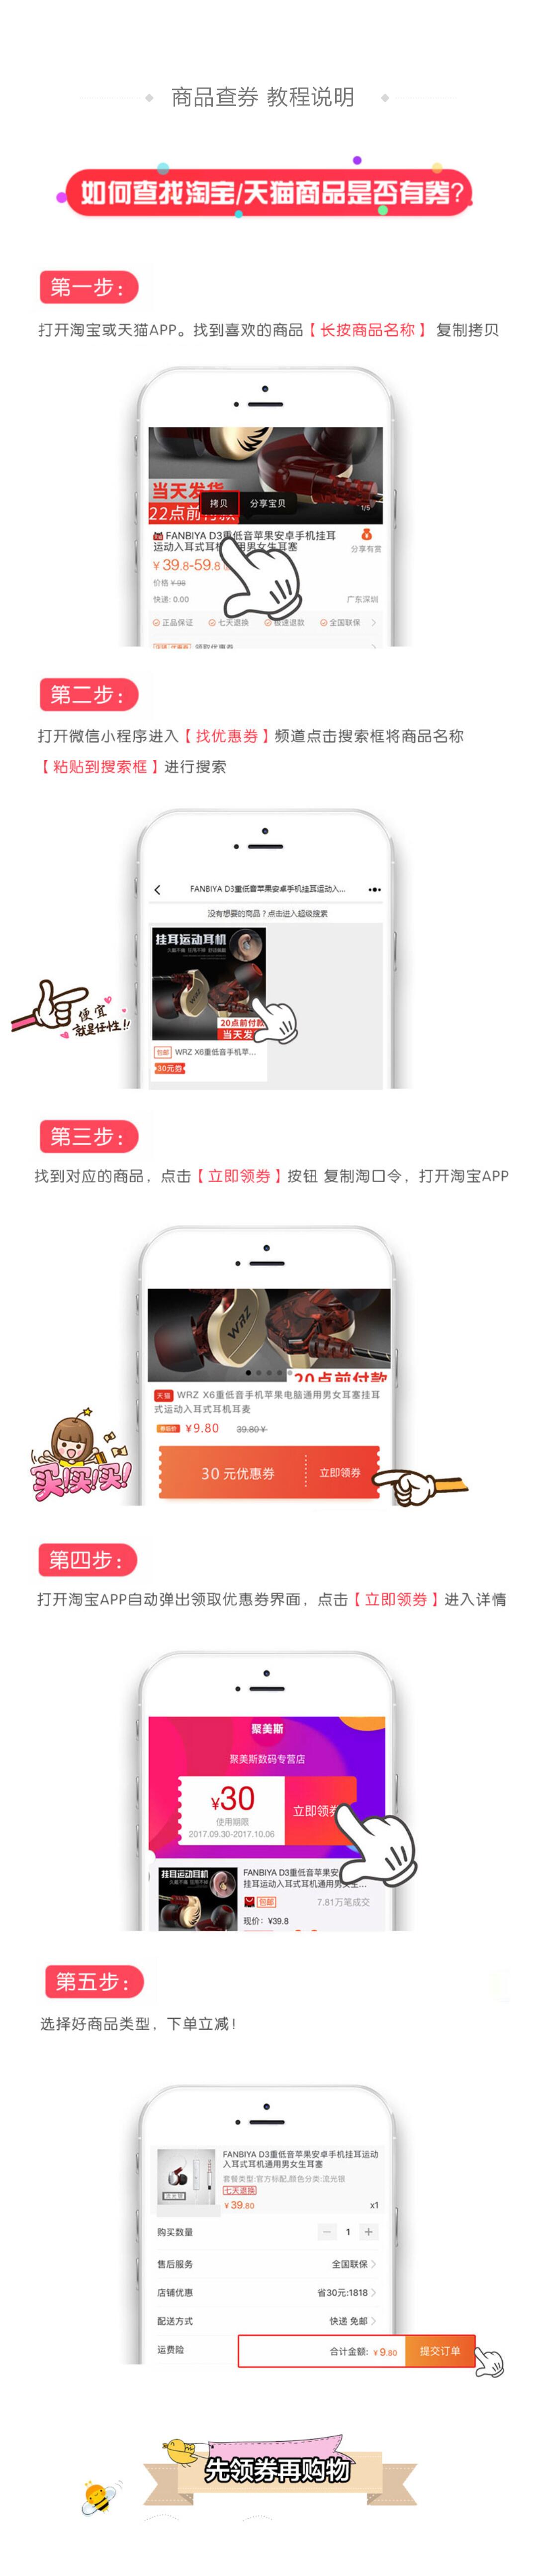 商品查券 教程说明
如何查找淘宝/天猫商品是否有券?
第一步：
打开淘宝或天猫APP。找到喜欢的商品【长按商品名称】 复制拷贝
当天发货
22点前付款
拷贝 分享宝贝
1/5
FANBIYA D3重低音苹果安卓手机挂耳
运动入耳式耳机通用男女生耳塞
分享有赏
¥39.8-59.8
价格 ¥98
快递: 0.00 广东深圳
正品保证 七天退换 极速退款 全国联保
第二步：
打开微信小程序进入【找优惠券】频道点击搜索框将商品名称
【粘贴到搜索框】进行搜索
FANBIYA D3重低音苹果安卓手机挂耳运动入...
没有想要的商品？点击进入超级搜索
挂耳运动耳机
20点前付款
当天发
包邮 WRZ X6重低音手机苹...
30元券
便宜
就是任性!!
第三步：
找到对应的商品，点击【立即领券】按钮 复制淘口令，打开淘宝APP
WRZ
20点前付款
天猫 WRZ X6重低音手机苹果电脑通用男女耳塞挂耳
式运动入耳式耳机耳麦
券后价 ¥9.80 39.80¥
30 元优惠券 立即领券
买!买!买!
第四步：
打开淘宝APP自动弹出领取优惠券界面，点击【立即领券】进入详情
聚美斯
聚美斯数码专营店
¥30
使用期限
2017.09.30-2017.10.06
立即领券
挂耳运动耳机
FANBIYA D3重低音苹果安
挂耳运动入耳式耳机通用男女生...
包邮 7.81万笔成交
现价: ¥39.8
第五步：
选择好商品类型，下单立减！
FANBIYA D3重低音苹果安卓手机挂耳运动
入耳式耳机通用男女生耳塞
套餐类型:官方标配,颜色分类:流光银
七天退换
¥39.80 x1
购买数量 1
售后服务 全国联保
店铺优惠 省30元:1818
配送方式 快递 免邮
运费险 合计金额: ¥9.80 提交订单
先领券再购物